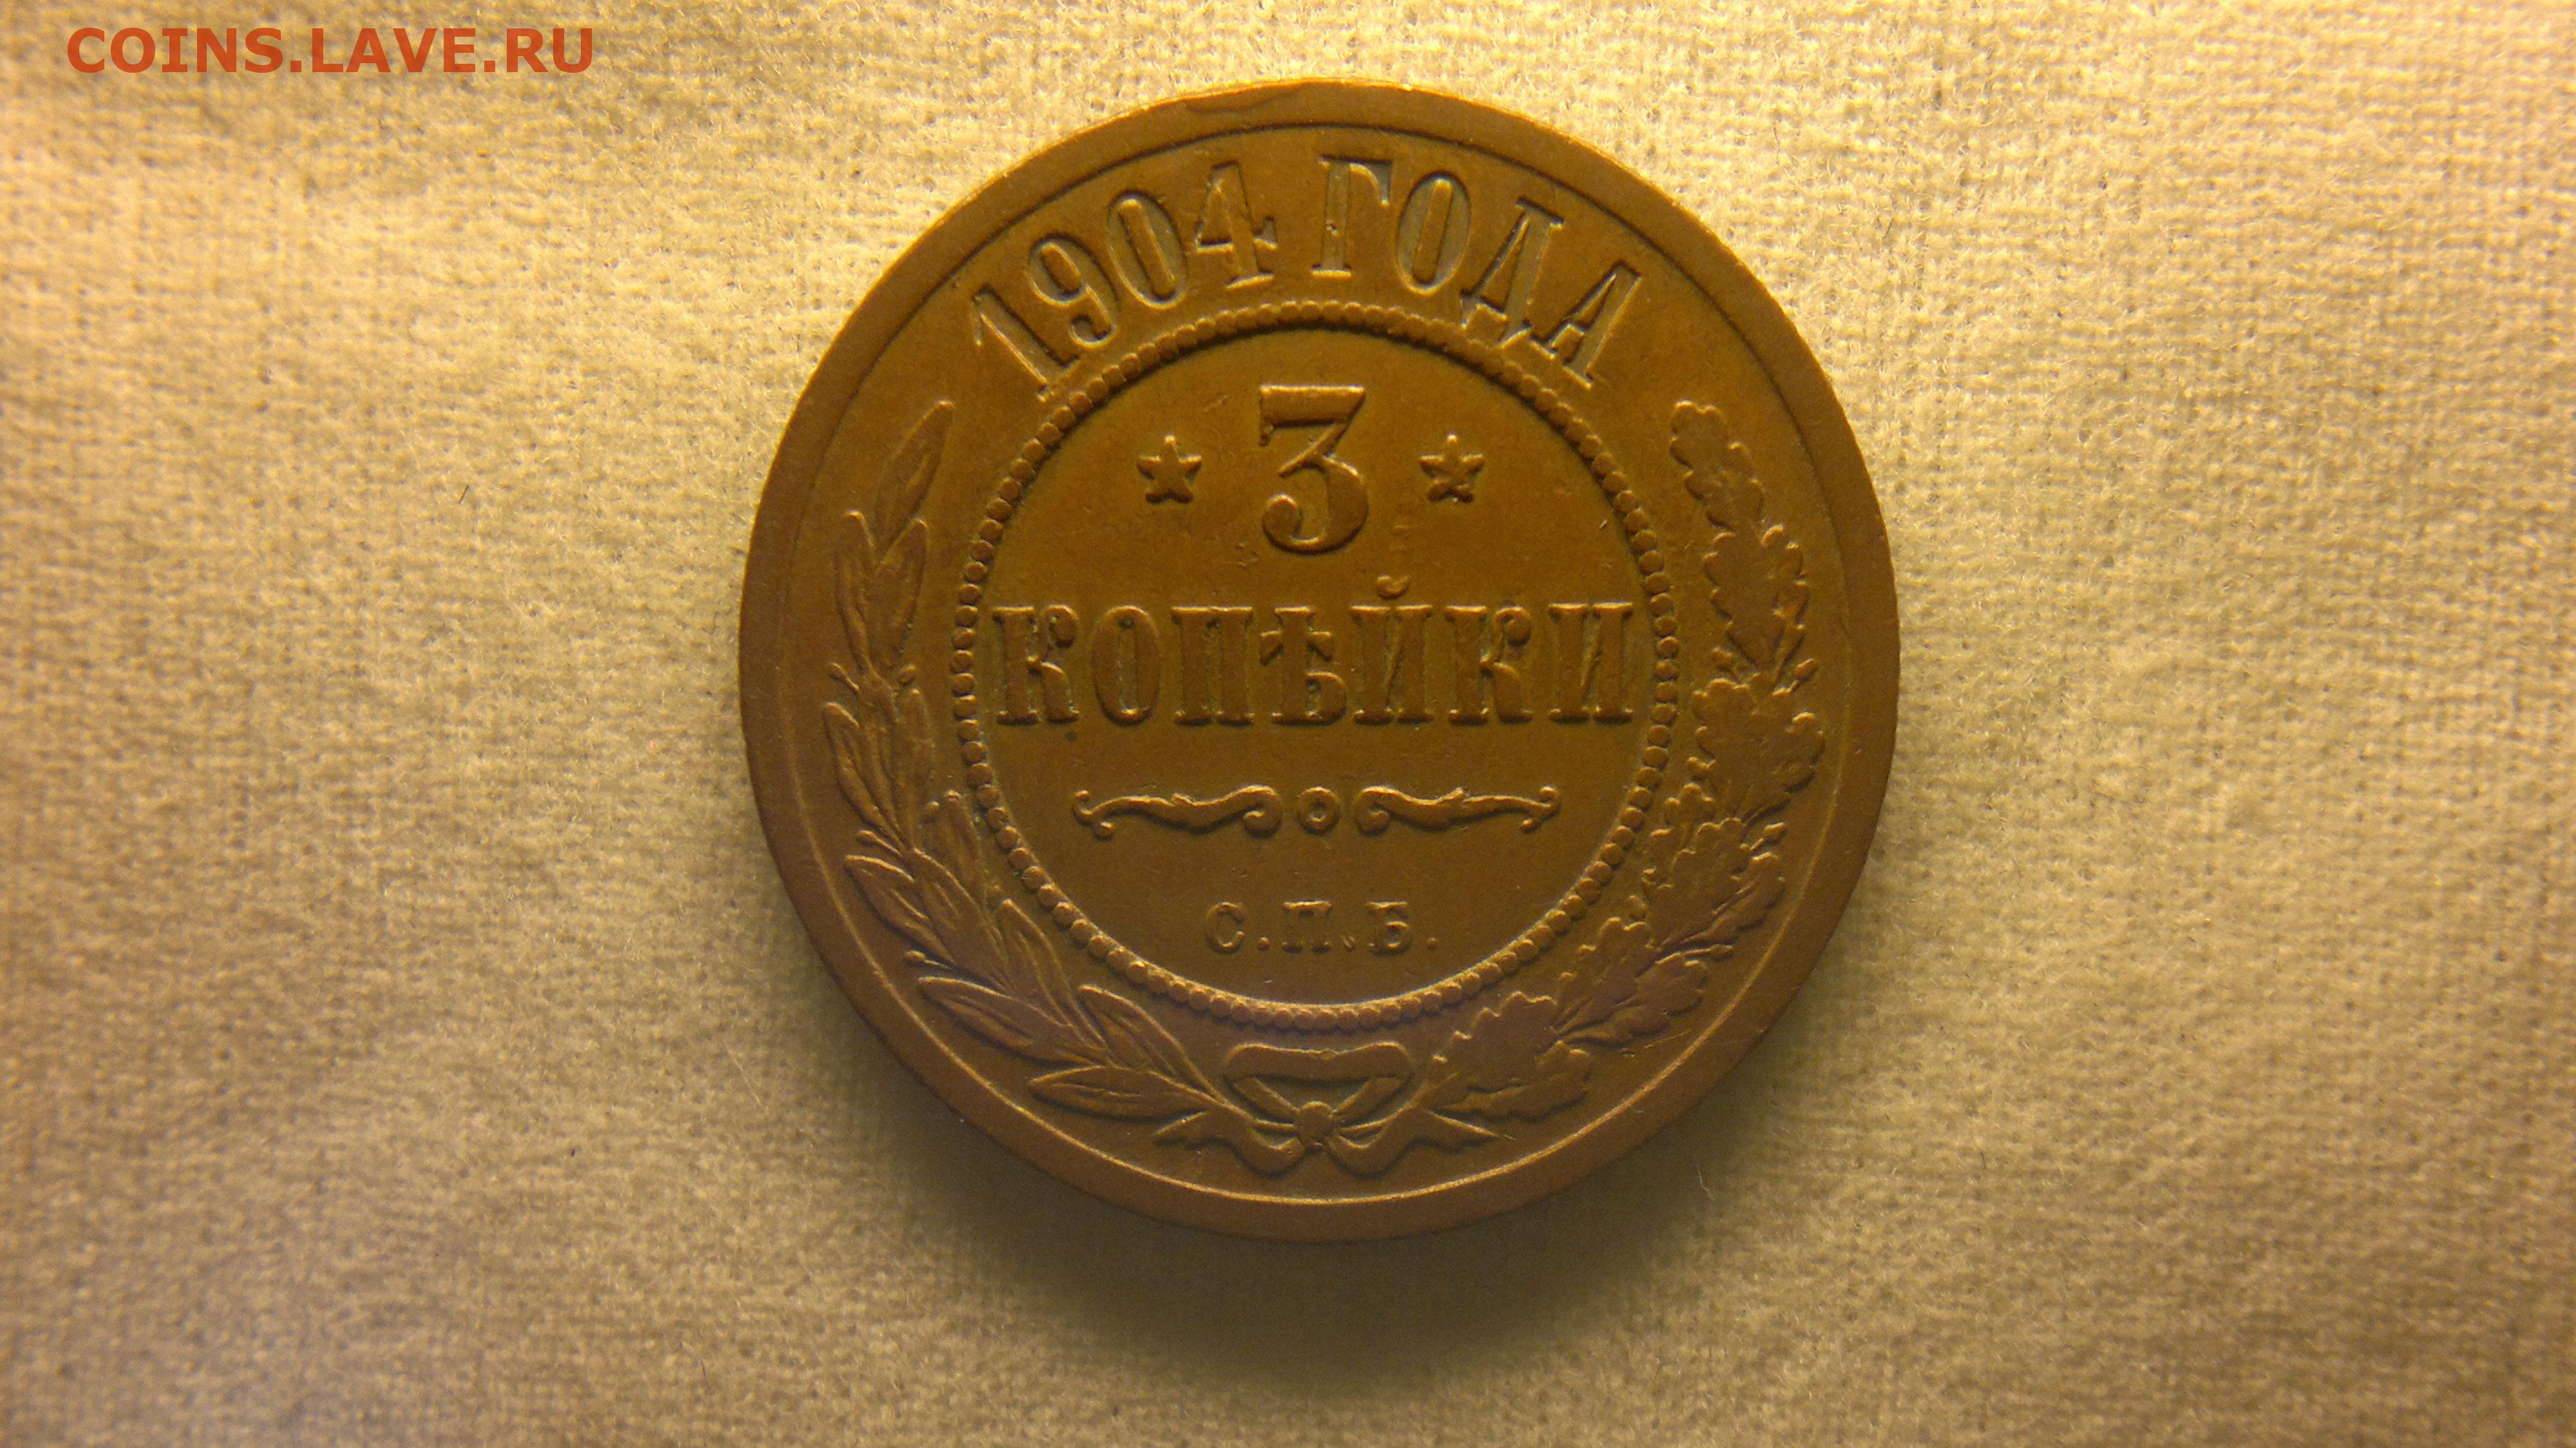 COINS.LAVE.RU
1904 ГОДА
3
КОПѢЙКИ
С.П.Б.